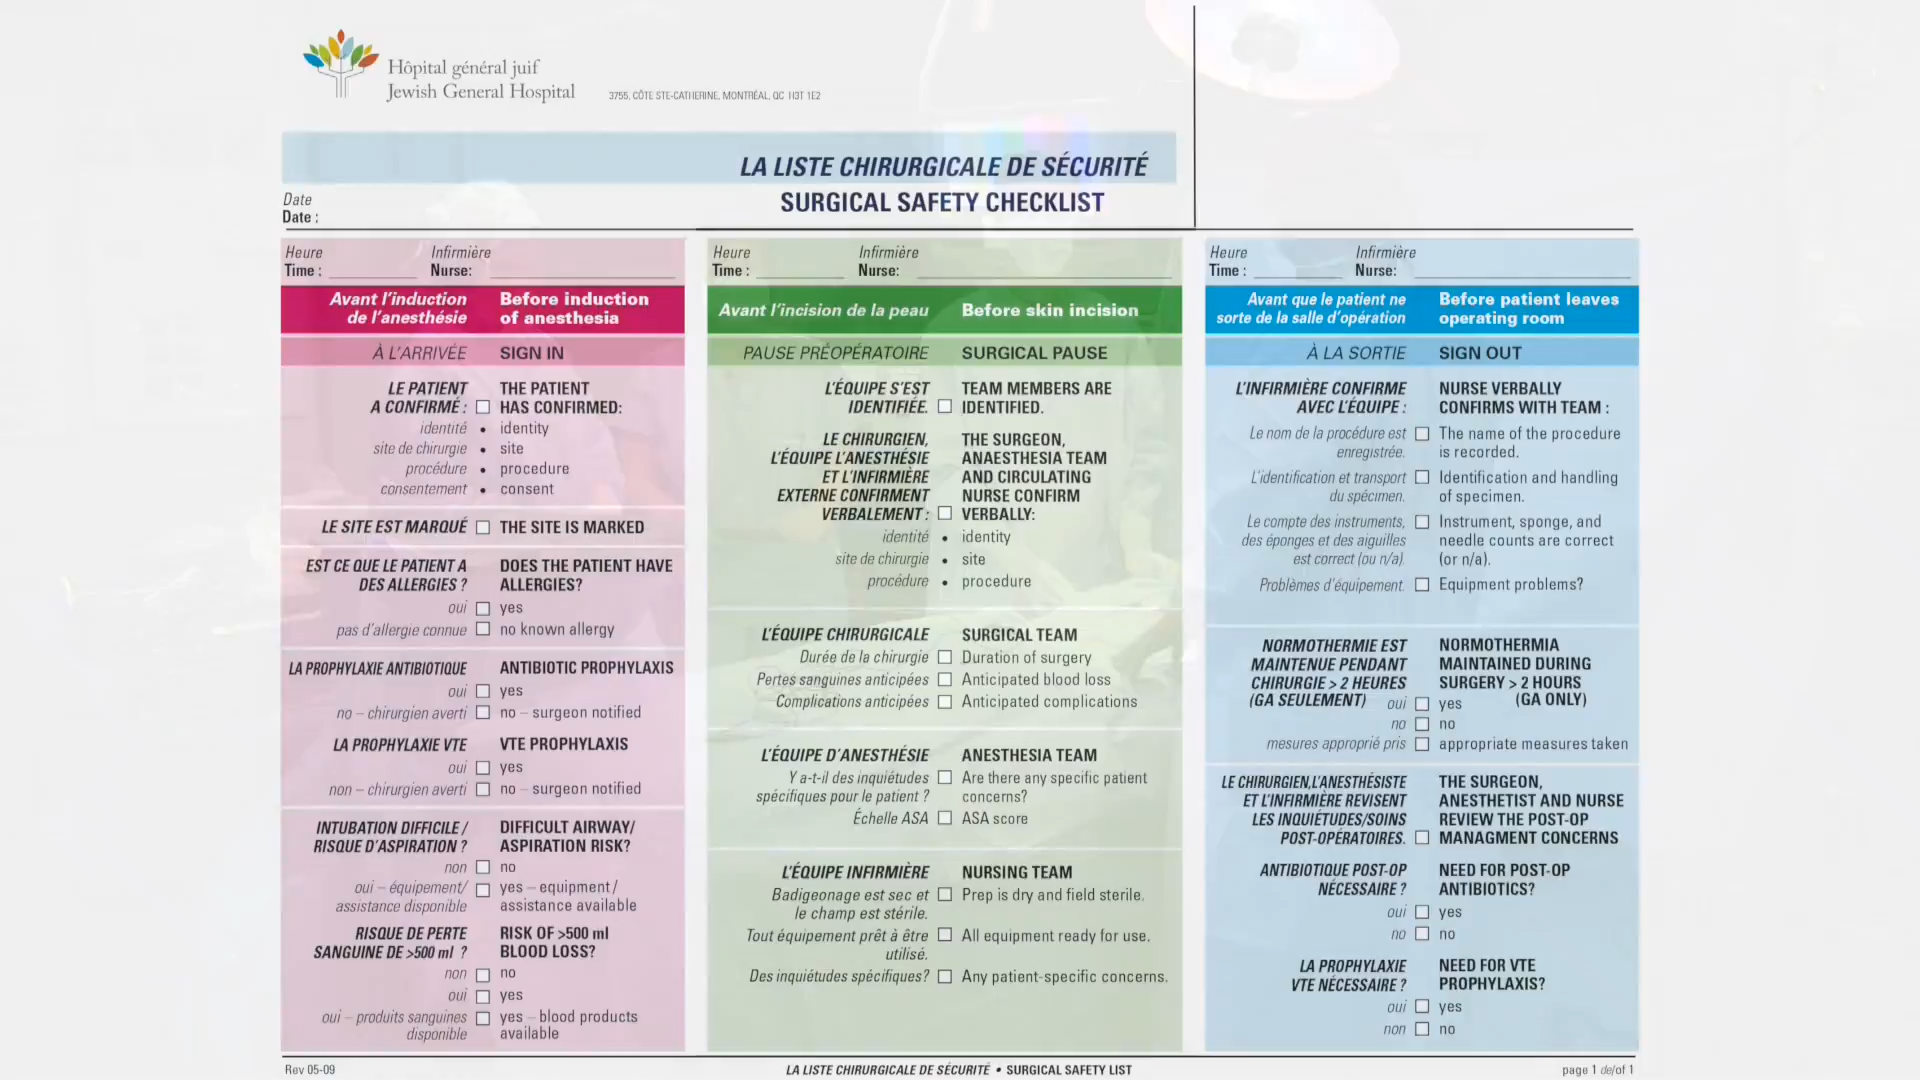 Hôpital général juif
Jewish General Hospital
3755, CÔTE STE-CATHERINE, MONTRÉAL, QC H3T 1E2
LA LISTE CHIRURGICALE DE SÉCURITÉ
SURGICAL SAFETY CHECKLIST
Date
Date :
Heure Infirmière
Time : Nurse:
Avant l'induction de l'anesthésie
Before induction of anesthesia
À L'ARRIVÉE SIGN IN
LE PATIENT THE PATIENT
A CONFIRMÉ : HAS CONFIRMED:
identité • identity
site de chirurgie • site
procédure • procedure
consentement • consent
LE SITE EST MARQUÉ THE SITE IS MARKED
EST CE QUE LE PATIENT A DOES THE PATIENT HAVE
DES ALLERGIES ? ALLERGIES?
oui yes
pas d'allergie connue no known allergy
LA PROPHYLAXIE ANTIBIOTIQUE ANTIBIOTIC PROPHYLAXIS
oui yes
no – chirurgien averti no – surgeon notified
LA PROPHYLAXIE VTE VTE PROPHYLAXIS
oui yes
non – chirurgien averti no – surgeon notified
INTUBATION DIFFICILE / DIFFICULT AIRWAY/
RISQUE D'ASPIRATION ? ASPIRATION RISK?
non no
oui – équipement/ yes – equipment/
assistance disponible assistance available
RISQUE DE PERTE RISK OF >500 ml
SANGUINE DE >500 ml ? BLOOD LOSS?
non no
oui yes
oui – produits sanguines yes – blood products
disponible available
Heure Infirmière
Time : Nurse:
Avant l'incision de la peau Before skin incision
PAUSE PRÉOPÉRATOIRE SURGICAL PAUSE
L'ÉQUIPE S'EST TEAM MEMBERS ARE
IDENTIFIÉE. IDENTIFIED.
LE CHIRURGIEN, THE SURGEON,
L'ÉQUIPE L'ANESTHÉSIE ANAESTHESIA TEAM
ET L'INFIRMIÈRE AND CIRCULATING
EXTERNE CONFIRMENT NURSE CONFIRM
VERBALEMENT : VERBALLY:
identité • identity
site de chirurgie • site
procédure • procedure
L'ÉQUIPE CHIRURGICALE SURGICAL TEAM
Durée de la chirurgie Duration of surgery
Pertes sanguines anticipées Anticipated blood loss
Complications anticipées Anticipated complications
L'ÉQUIPE D'ANESTHÉSIE ANESTHESIA TEAM
Y a-t-il des inquiétudes Are there any specific patient
spécifiques pour le patient ? concerns?
Échelle ASA ASA score
L'ÉQUIPE INFIRMIÈRE NURSING TEAM
Badigeonage est sec et Prep is dry and field sterile.
le champ est stérile.
Tout équipement prêt à être All equipment ready for use.
utilisé.
Des inquiétudes spécifiques? Any patient-specific concerns.
Heure Infirmière
Time : Nurse:
Avant que le patient ne Before patient leaves
sorte de la salle d'opération operating room
À LA SORTIE SIGN OUT
L'INFIRMIÈRE CONFIRME NURSE VERBALLY
AVEC L'ÉQUIPE : CONFIRMS WITH TEAM :
Le nom de la procédure est The name of the procedure
enregistrée. is recorded.
L'identification et transport Identification and handling
du spécimen. of specimen.
Le compte des instruments, Instrument, sponge, and
des éponges et des aiguilles needle counts are correct
est correct (ou n/a). (or n/a).
Problèmes d'équipement. Equipment problems?
NORMOTHERMIE EST NORMOTHERMIA
MAINTENUE PENDANT MAINTAINED DURING
CHIRURGIE > 2 HEURES SURGERY > 2 HOURS
(GA SEULEMENT) oui yes (GA ONLY)
no no
mesures approprié pris appropriate measures taken
LE CHIRURGIEN,L'ANESTHÉSISTE THE SURGEON,
ET L'INFIRMIÈRE REVISENT ANESTHETIST AND NURSE
LES INQUIÉTUDES/SOINS REVIEW THE POST-OP
POST-OPÉRATOIRES. MANAGMENT CONCERNS
ANTIBIOTIQUE POST-OP NEED FOR POST-OP
NÉCESSAIRE ? ANTIBIOTICS?
oui yes
no no
LA PROPHYLAXIE NEED FOR VTE
VTE NÉCESSAIRE ? PROPHYLAXIS?
oui yes
non no
Rev 05-09 LA LISTE CHIRURGICALE DE SÉCURITÉ • SURGICAL SAFETY LIST page 1 de/of 1